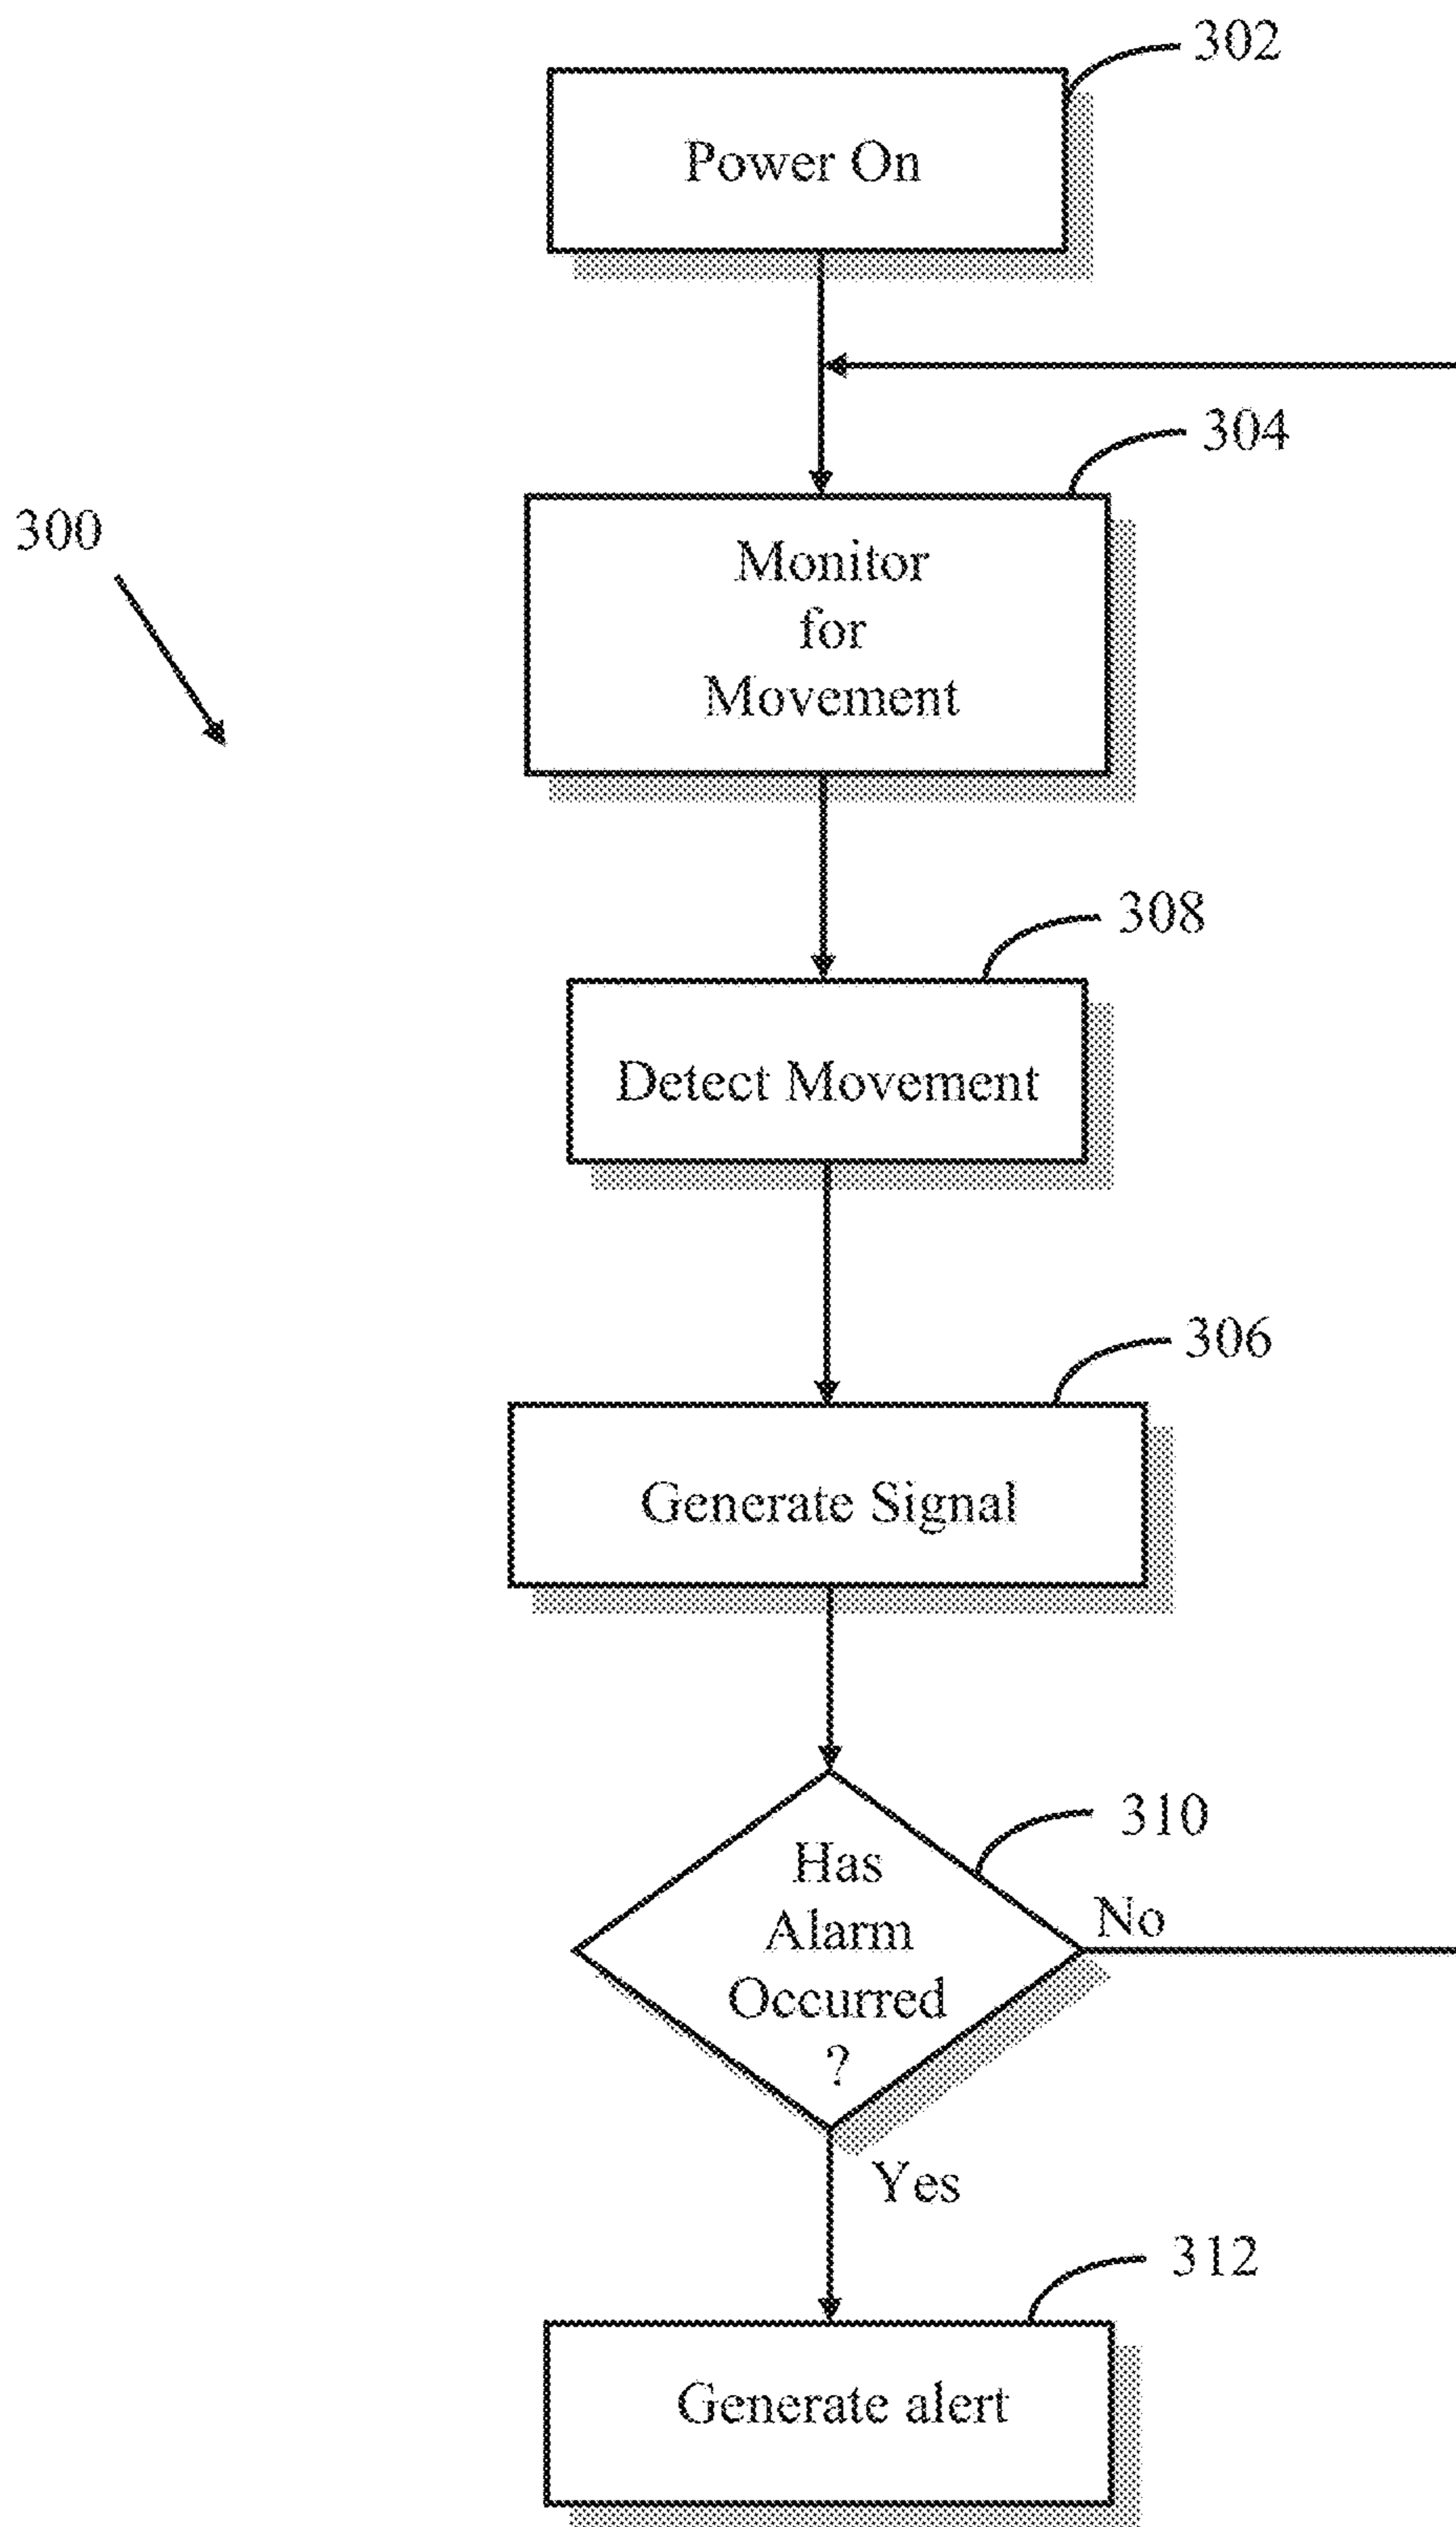 302
Power On
304
300
Monitor
for
Movement
308
Detect Movement
306
Generate Signal
310
Has
Alarm
Occurred
?
No
Yes
312
Generate alert